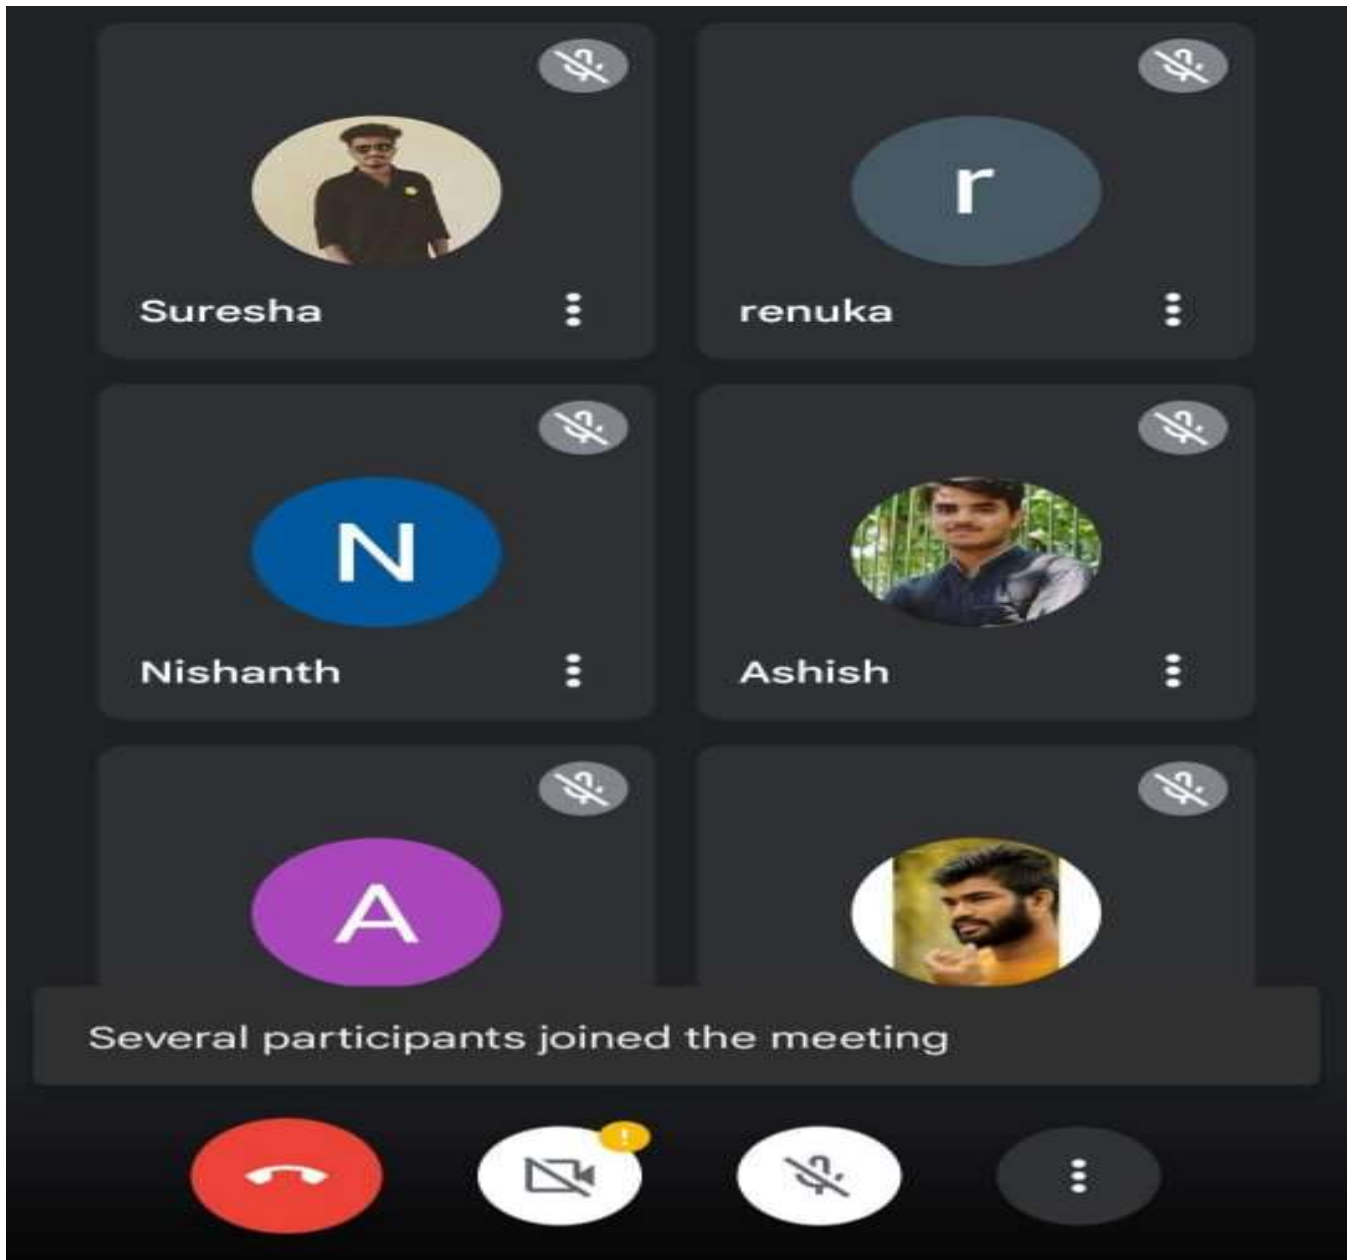 r
Suresha
renuka
N
Nishanth
Ashish
A
Several participants joined the meeting
!